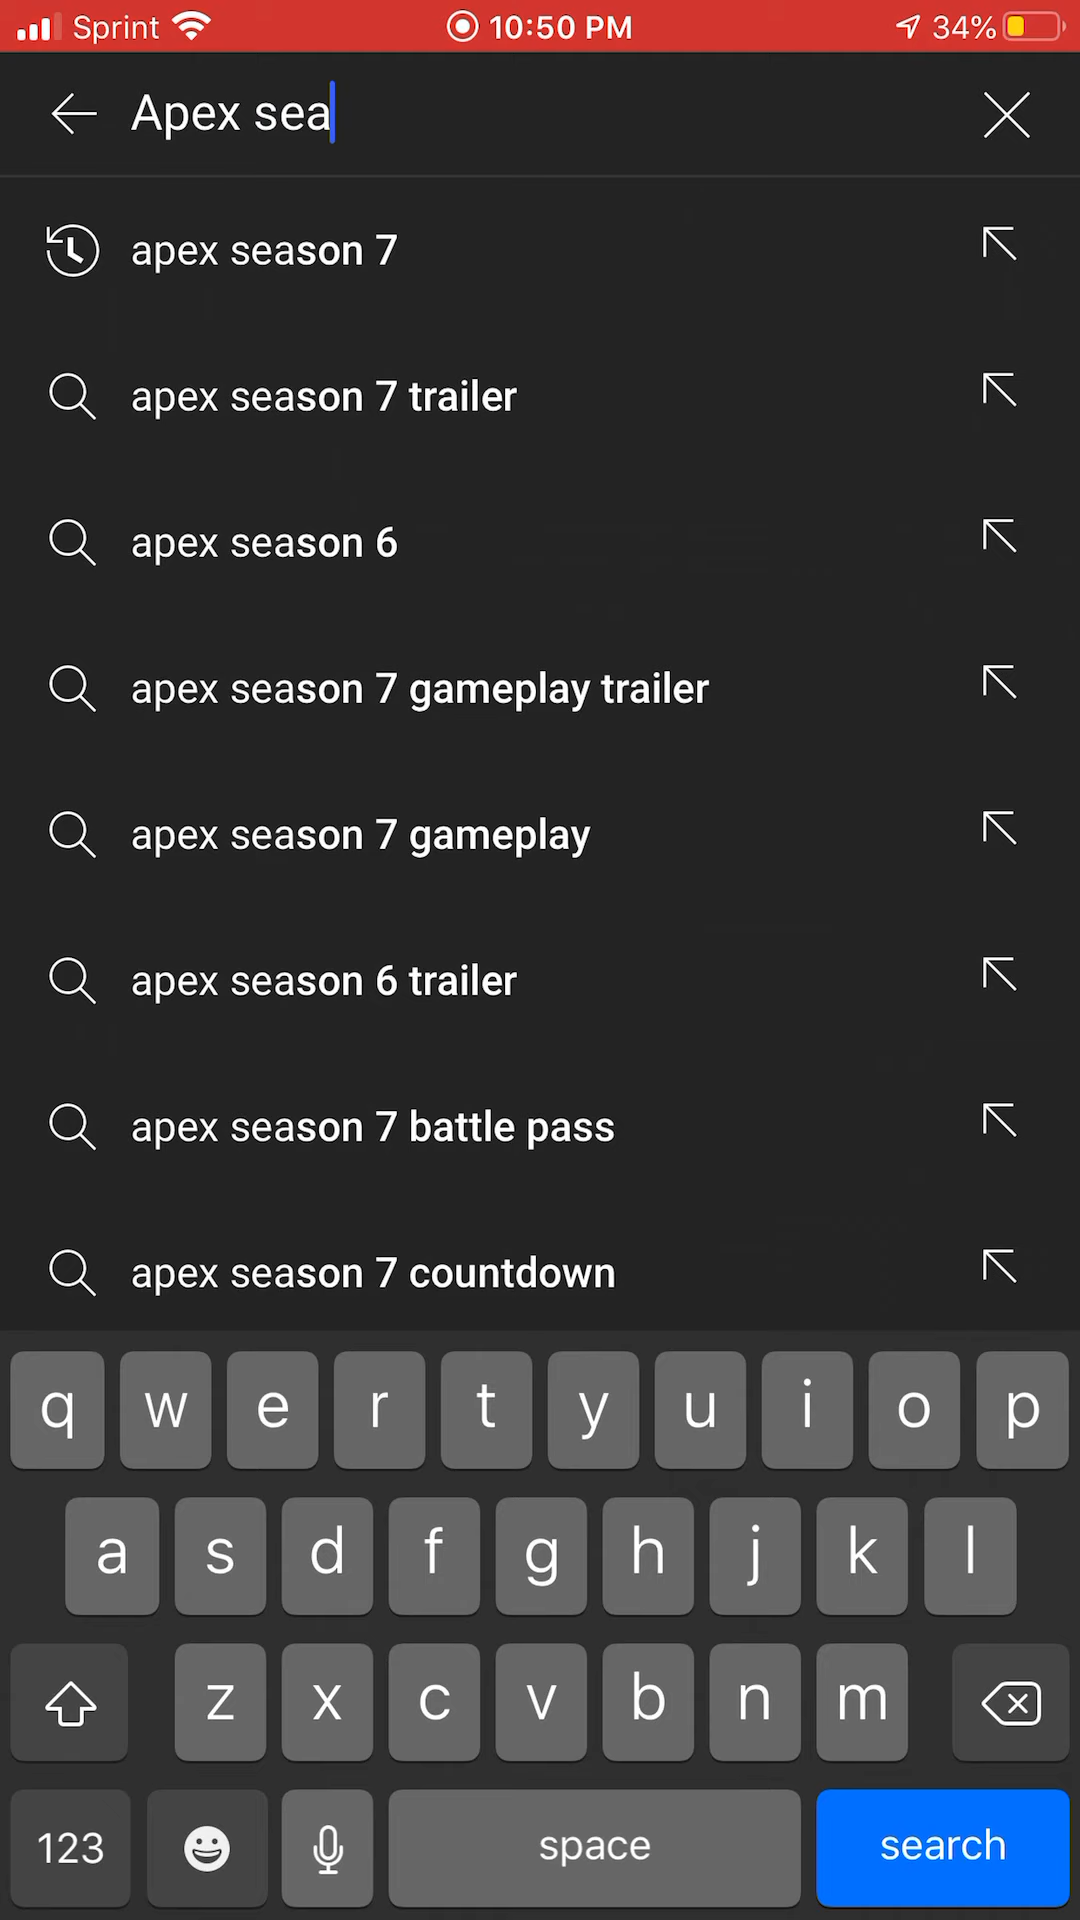 Sprint 10:50 PM 34%
Apex sea
apex season 7
apex season 7 trailer
apex season 6
apex season 7 gameplay trailer
apex season 7 gameplay
apex season 6 trailer
apex season 7 battle pass
apex season 7 countdown
q w e r t y u i o p
a s d f g h j k l
z x c v b n m
123 space search